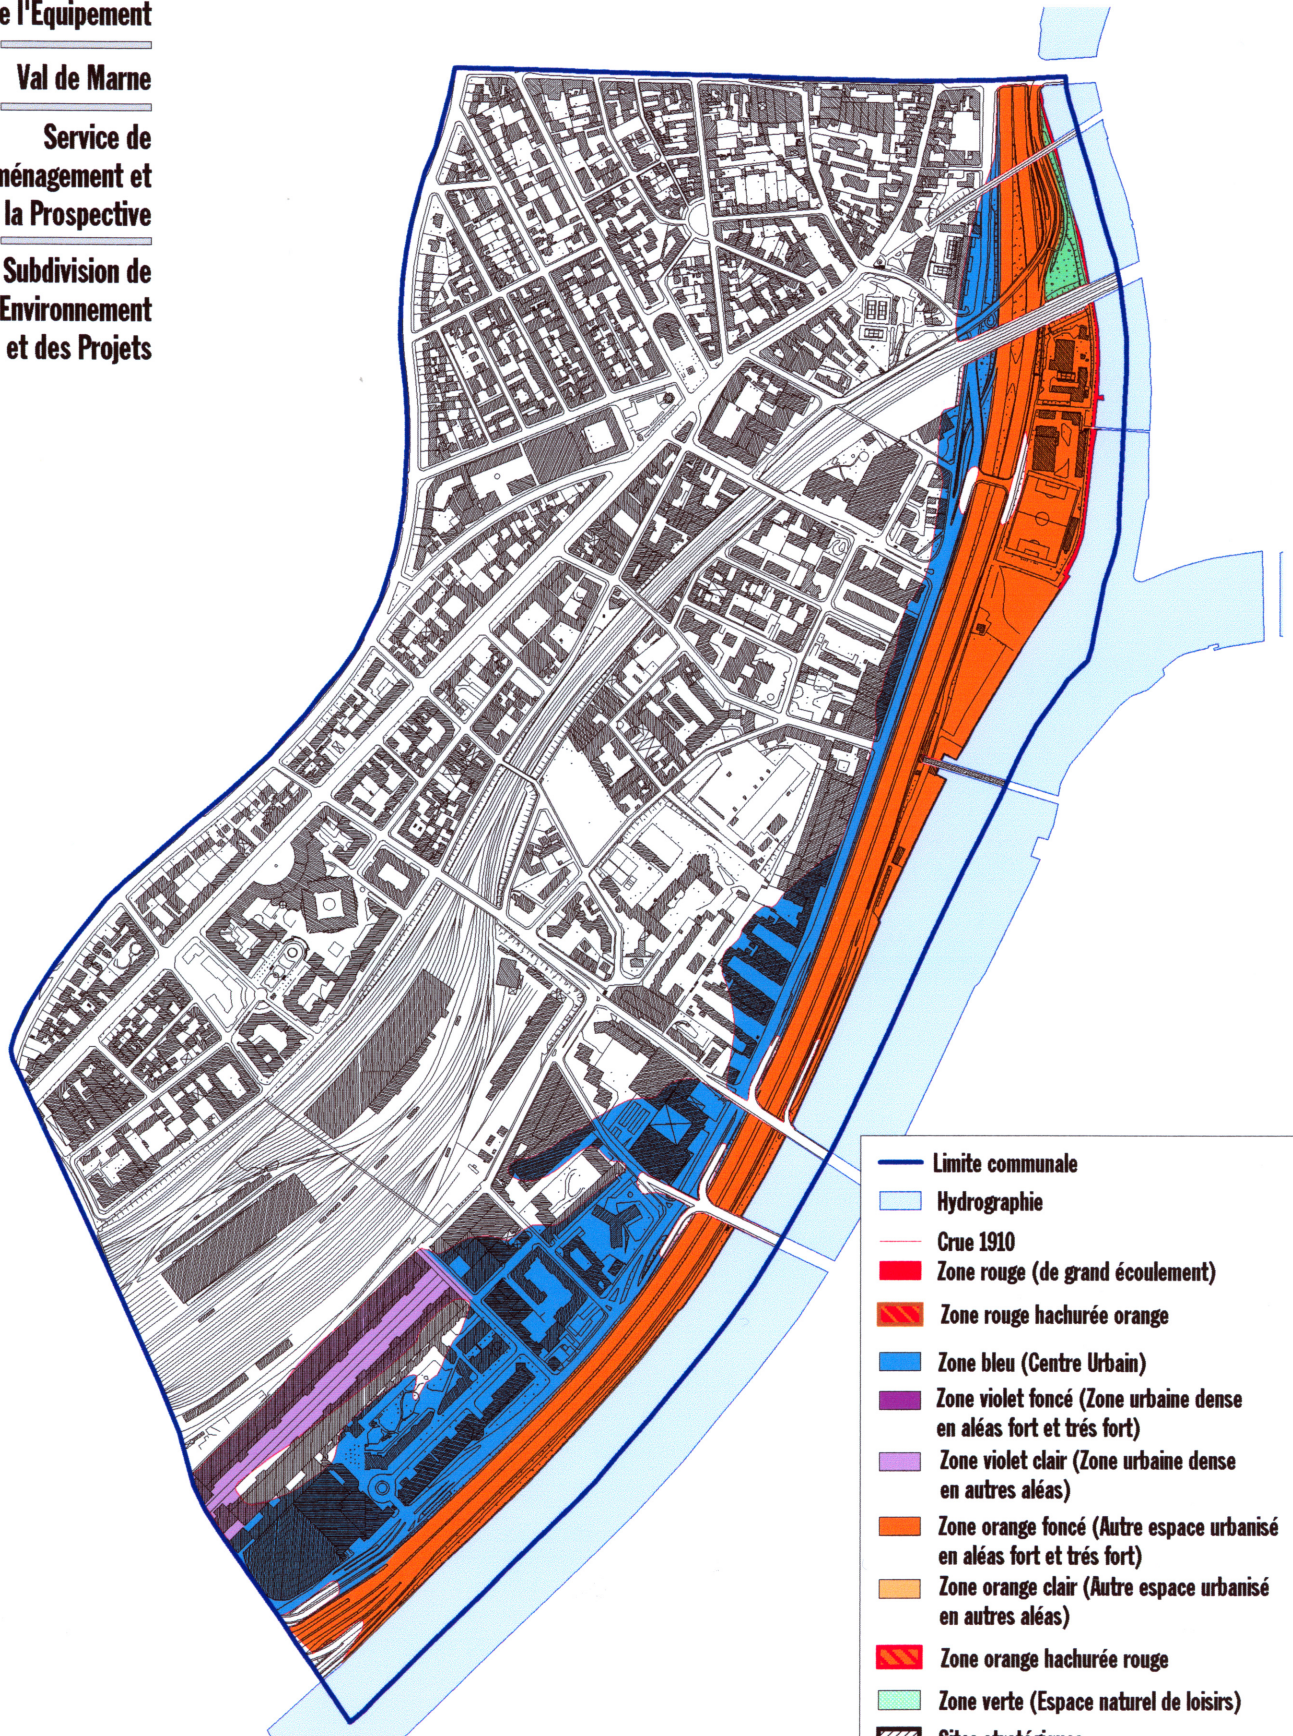 e l'Equipement
Val de Marne
Service de
ménagement et
la Prospective
Subdivision de
Environnement
et des Projets
Limite communale
Hydrographie
Crue 1910
Zone rouge (de grand écoulement)
Zone rouge hachurée orange
Zone bleu (Centre Urbain)
Zone violet foncé (Zone urbaine dense
en aléas fort et trés fort)
Zone violet clair (Zone urbaine dense
en autres aléas)
Zone orange foncé (Autre espace urbanisé
en aléas fort et trés fort)
Zone orange clair (Autre espace urbanisé
en autres aléas)
Zone orange hachurée rouge
Zone verte (Espace naturel de loisirs)
Sites stratégiques